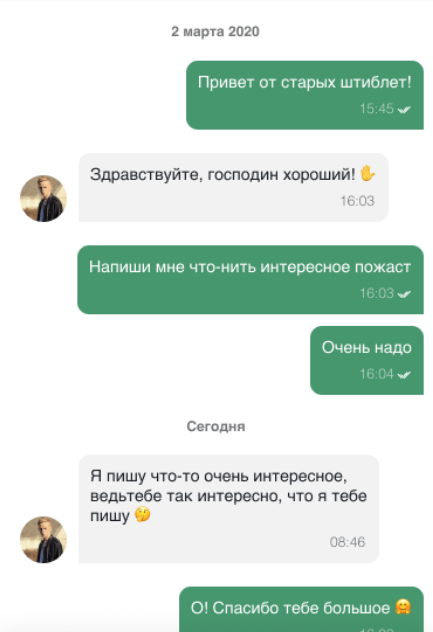 2 марта 2020
Привет от старых штиблет!
15:45
Здравствуйте, господин хороший! ✋
16:03
Напиши мне что-нить интересное пожаст
16:03
Очень надо
16:04
Сегодня
Я пишу что-то очень интересное,
ведьтебе так интересно, что я тебе
пишу 🤔
08:46
О! Спасибо тебе большое 🤗